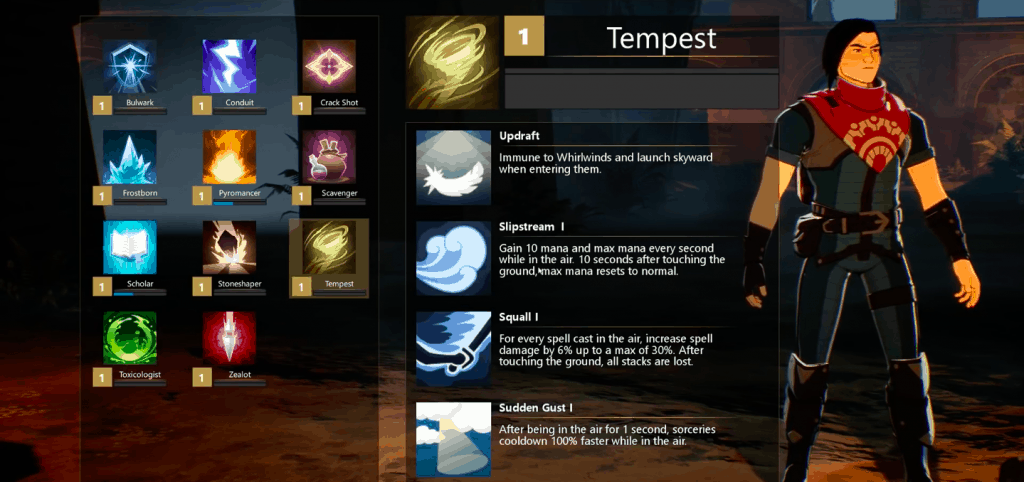 1 Bulwark
1 Conduit
1 Crack Shot
1 Frostborn
1 Pyromancer
1 Scavenger
1 Scholar
1 Stoneshaper
1 Tempest
1 Toxicologist
1 Zealot
1 Tempest
Updraft
Immune to Whirlwinds and launch skyward
when entering them.
Slipstream I
Gain 10 mana and max mana every second
while in the air. 10 seconds after touching the
ground, max mana resets to normal.
Squall I
For every spell cast in the air, increase spell
damage by 6% up to a max of 30%. After
touching the ground, all stacks are lost.
Sudden Gust I
After being in the air for 1 second, sorceries
cooldown 100% faster while in the air.